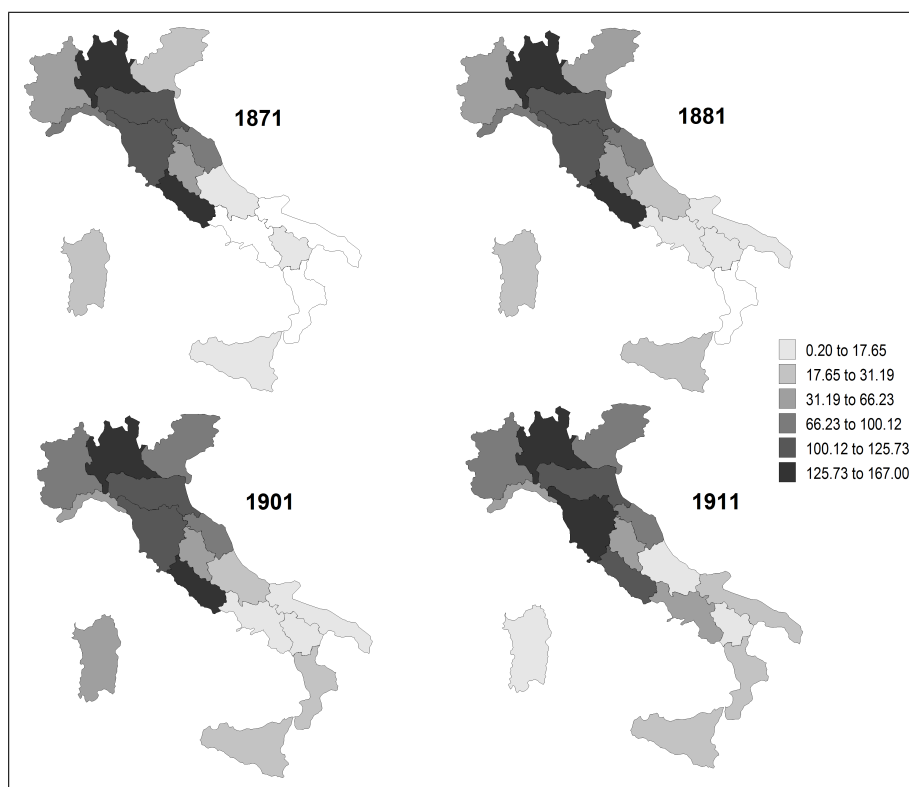 1871
1881
0.20 to 17.65
17.65 to 31.19
31.19 to 66.23
66.23 to 100.12
100.12 to 125.73
125.73 to 167.00
1901
1911